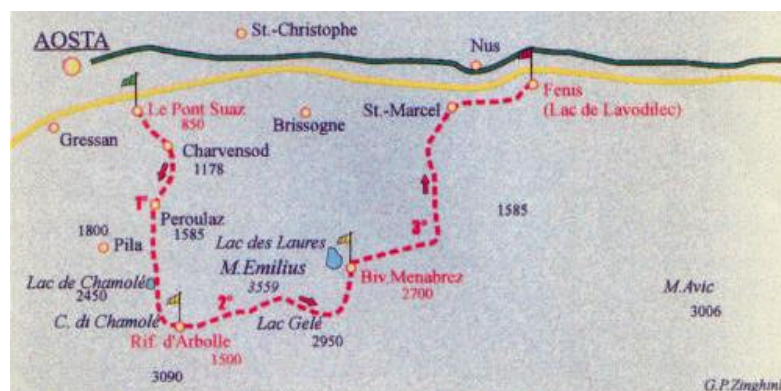 St.-Christophe
AOSTA
Nus
Fenis
(Lac de Lavodilec)
Le Pont Suaz
850
St.-Marcel
Brissogne
Gressan
Charvensod
1178
1°
Peroulaz
1585
1585
1800
Pila
3°
Lac des Laures
M.Emilius
3559
Biv.Menabrez
2700
Lac de Chamolé
2450
M.Avic
3006
2°
C. di Chamolé
Lac Gelé
2950
Rif. d'Arbolle
1500
3090
G.P.Zinghini